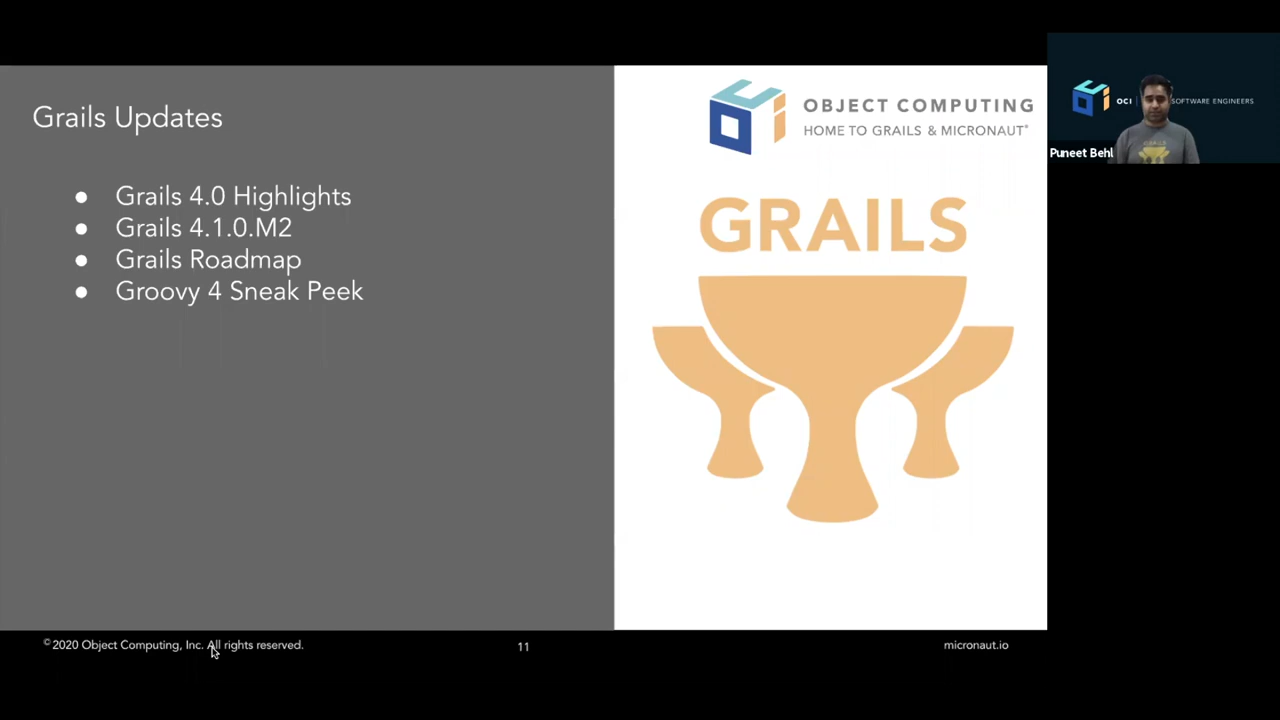 Grails Updates
● Grails 4.0 Highlights
● Grails 4.1.0.M2
● Grails Roadmap
● Groovy 4 Sneak Peek
OBJECT COMPUTING
HOME TO GRAILS & MICRONAUT®
GRAILS
OCI | SOFTWARE ENGINEERS
Puneet Behl
© 2020 Object Computing, Inc. All rights reserved.
11
micronaut.io